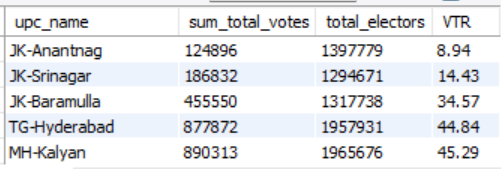 upc_name sum_total_votes total_electors VTR
JK-Anantnag 124896 1397779 8.94
JK-Srinagar 186832 1294671 14.43
JK-Baramulla 455550 1317738 34.57
TG-Hyderabad 877872 1957931 44.84
MH-Kalyan 890313 1965676 45.29